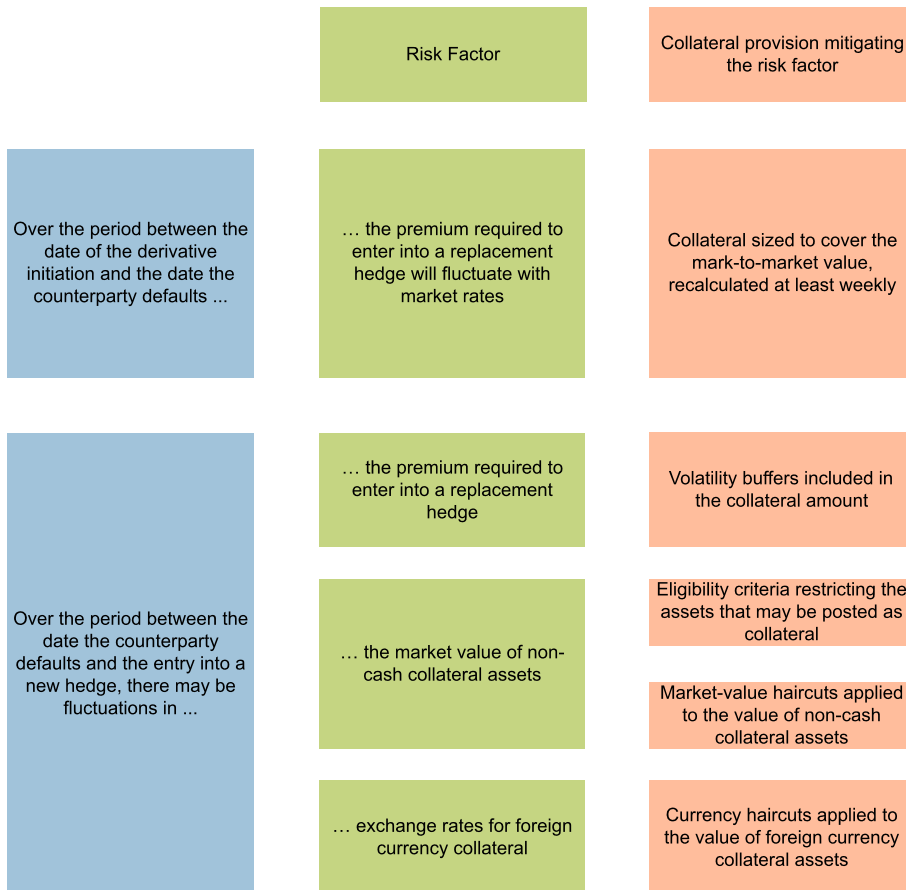 Risk Factor
Collateral provision mitigating
the risk factor
Over the period between the
date of the derivative
initiation and the date the
counterparty defaults ...
… the premium required to
enter into a replacement
hedge will fluctuate with
market rates
Collateral sized to cover the
mark-to-market value,
recalculated at least weekly
Over the period between the
date the counterparty
defaults and the entry into a
new hedge, there may be
fluctuations in ...
… the premium required to
enter into a replacement
hedge
Volatility buffers included in
the collateral amount
… the market value of non-
cash collateral assets
Eligibility criteria restricting the
assets that may be posted as
collateral
Market-value haircuts applied
to the value of non-cash
collateral assets
… exchange rates for foreign
currency collateral
Currency haircuts applied to
the value of foreign currency
collateral assets